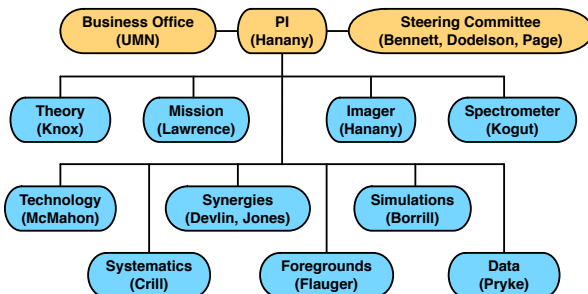 Business Office
(UMN)
PI
(Hanany)
Steering Committee
(Bennett, Dodelson, Page)
Theory
(Knox)
Mission
(Lawrence)
Imager
(Hanany)
Spectrometer
(Kogut)
Technology
(McMahon)
Synergies
(Devlin, Jones)
Simulations
(Borrill)
Systematics
(Crill)
Foregrounds
(Flauger)
Data
(Pryke)